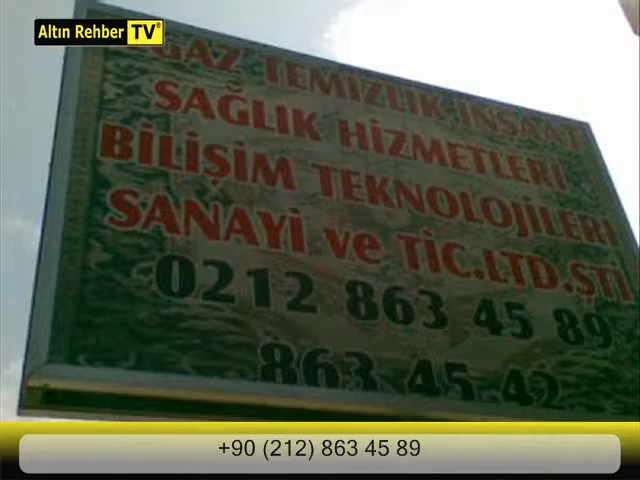 Altın Rehber TV®
GAZ TEMİZLİK İNŞAAT
SAĞLIK HİZMETLERİ
BİLİŞİM TEKNOLOJİLERİ
SANAYİ ve TİC.LTD.ŞTİ
0212 863 45 89
863 45 42
+90 (212) 863 45 89